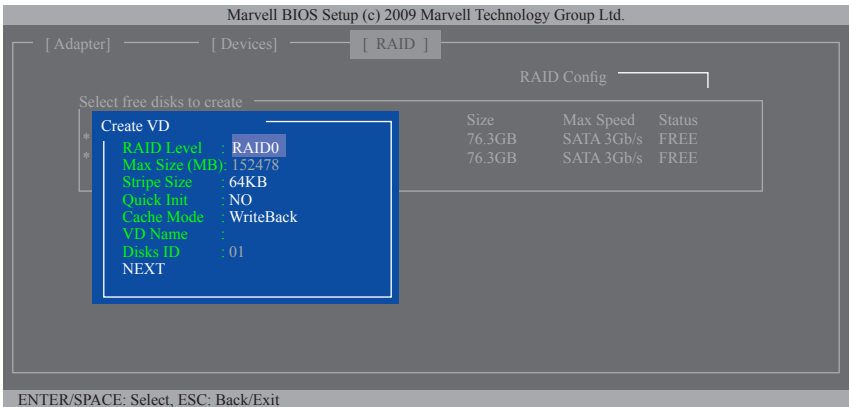 Marvell BIOS Setup (c) 2009 Marvell Technology Group Ltd.
[ Adapter] [ Devices] [ RAID ]
RAID Config
Select free disks to create
Size Max Speed Status
* 76.3GB SATA 3Gb/s FREE
* 76.3GB SATA 3Gb/s FREE
Create VD
RAID Level : RAID0
Max Size (MB): 152478
Stripe Size : 64KB
Quick Init : NO
Cache Mode : WriteBack
VD Name :
Disks ID : 01
NEXT
ENTER/SPACE: Select, ESC: Back/Exit